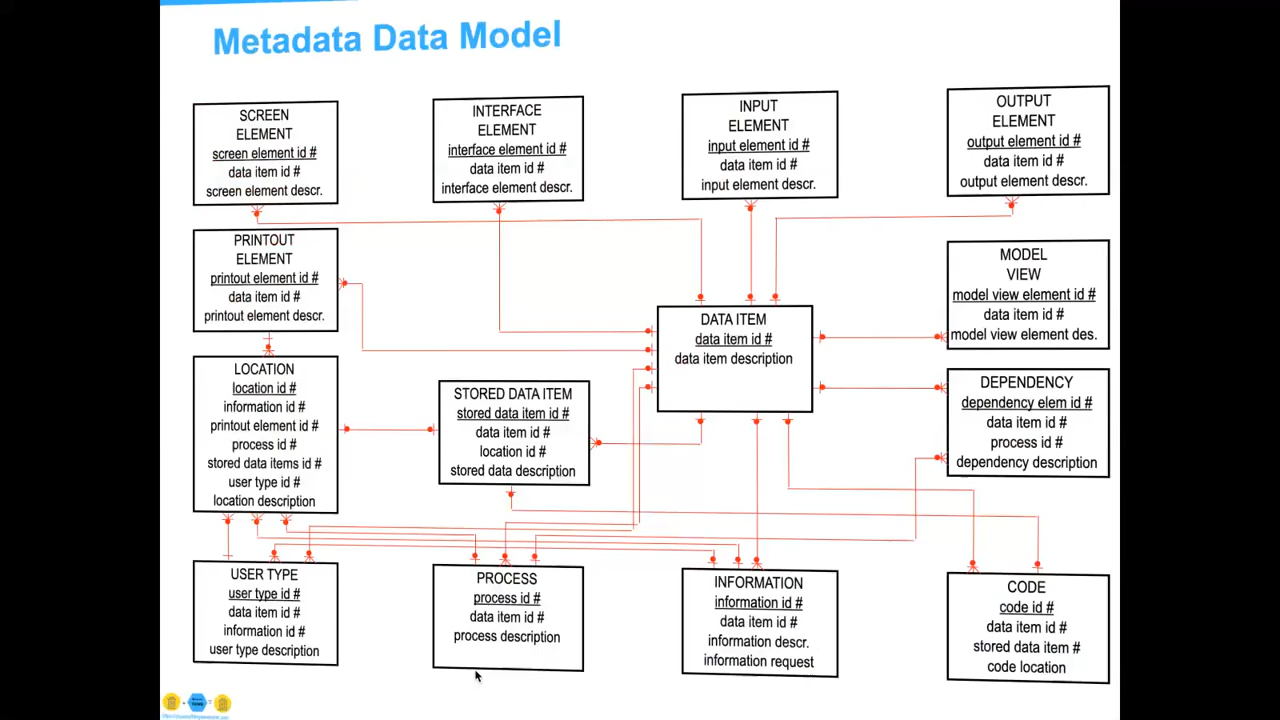 Metadata Data Model
SCREEN
ELEMENT
screen element id #
data item id #
screen element descr.
INTERFACE
ELEMENT
interface element id #
data item id #
interface element descr.
INPUT
ELEMENT
input element id #
data item id #
input element descr.
OUTPUT
ELEMENT
output element id #
data item id #
output element descr.
PRINTOUT
ELEMENT
printout element id #
data item id #
printout element descr.
MODEL
VIEW
model view element id #
data item id #
model view element des.
DATA ITEM
data item id #
data item description
LOCATION
location id #
information id #
printout element id #
process id #
stored data items id #
user type id #
location description
STORED DATA ITEM
stored data item id #
data item id #
location id #
stored data description
DEPENDENCY
dependency elem id #
data item id #
process id #
dependency description
USER TYPE
user type id #
data item id #
information id #
user type description
PROCESS
process id #
data item id #
process description
INFORMATION
information id #
data item id #
information descr.
information request
CODE
code id #
data item id #
stored data item #
code location